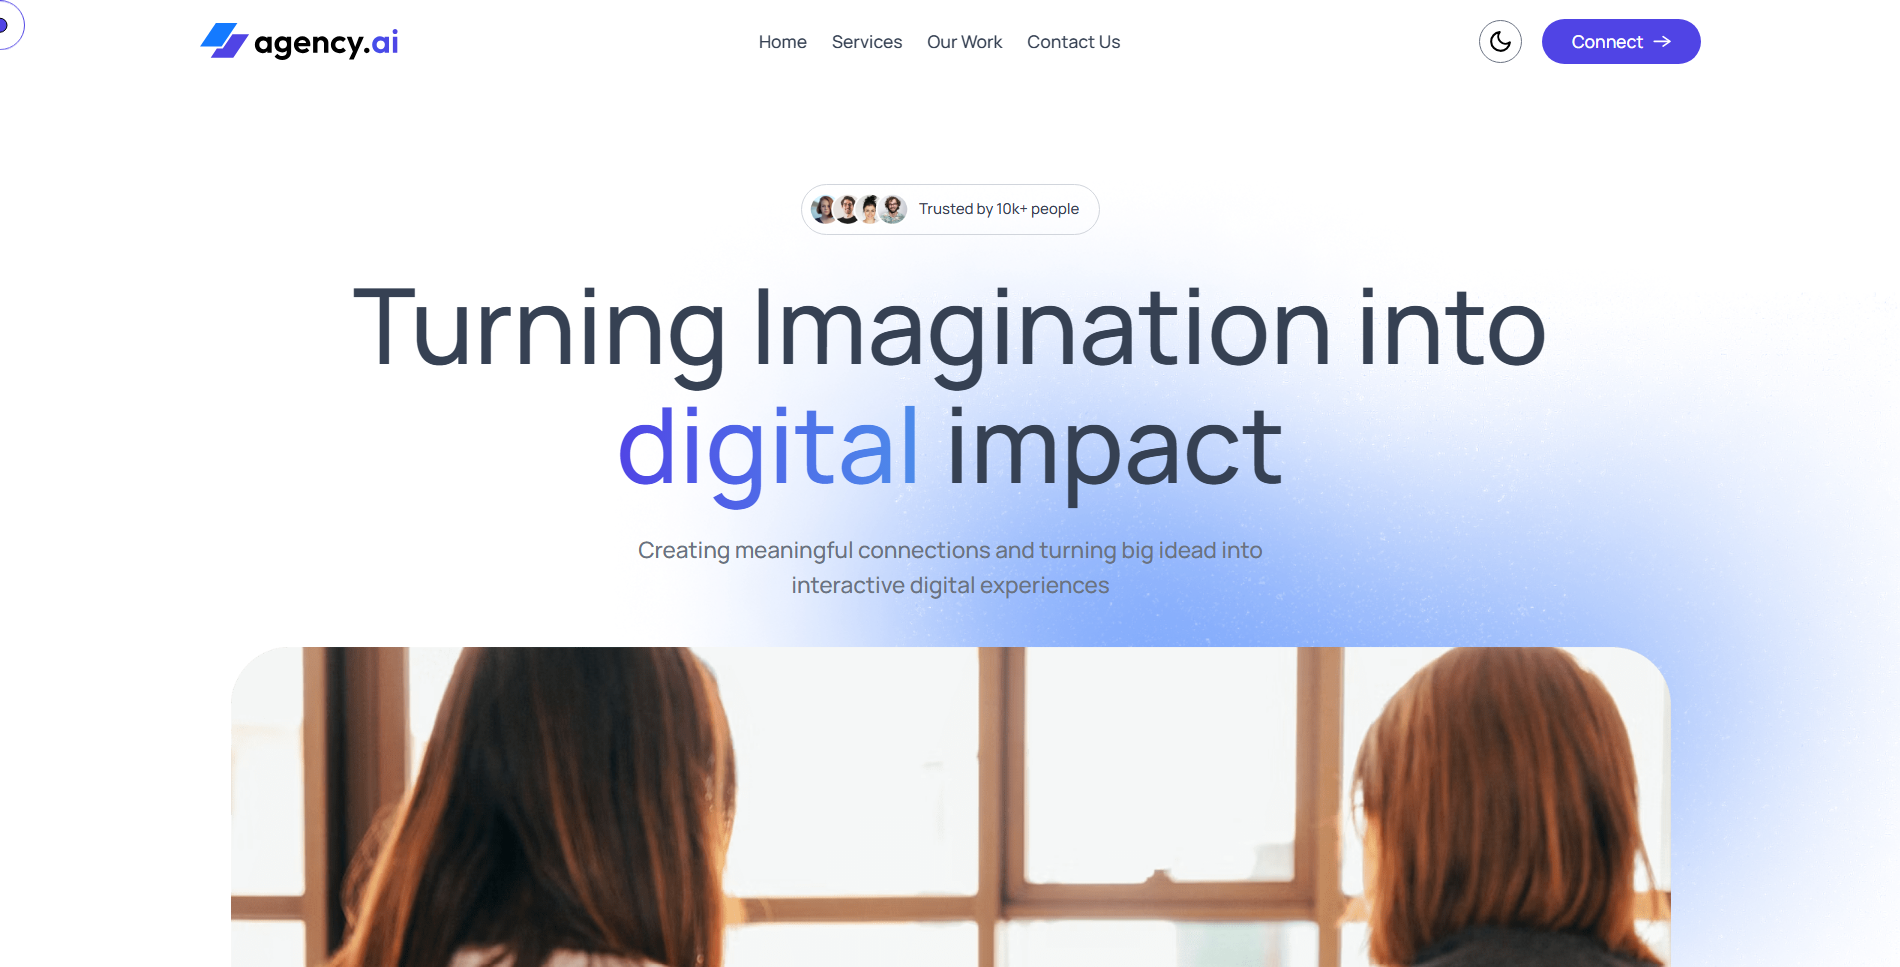 agency.ai
Home Services Our Work Contact Us
Connect
Trusted by 10k+ people
Turning Imagination into
digital impact
Creating meaningful connections and turning big idead into
interactive digital experiences